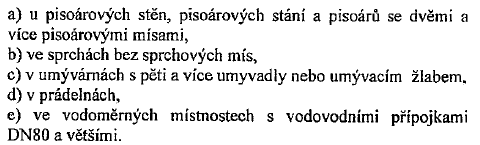 a) u pisoárových stěn, pisoárových stání a pisoárů se dvěmi a
více pisoárovými mísami,
b) ve sprchách bez sprchových mís,
c) v umývárnách s pěti a více umyvadly nebo umývacím žlabem,
d) v prádelnách,
e) ve vodoměrných místnostech s vodovodními přípojkami
DN80 a většími.